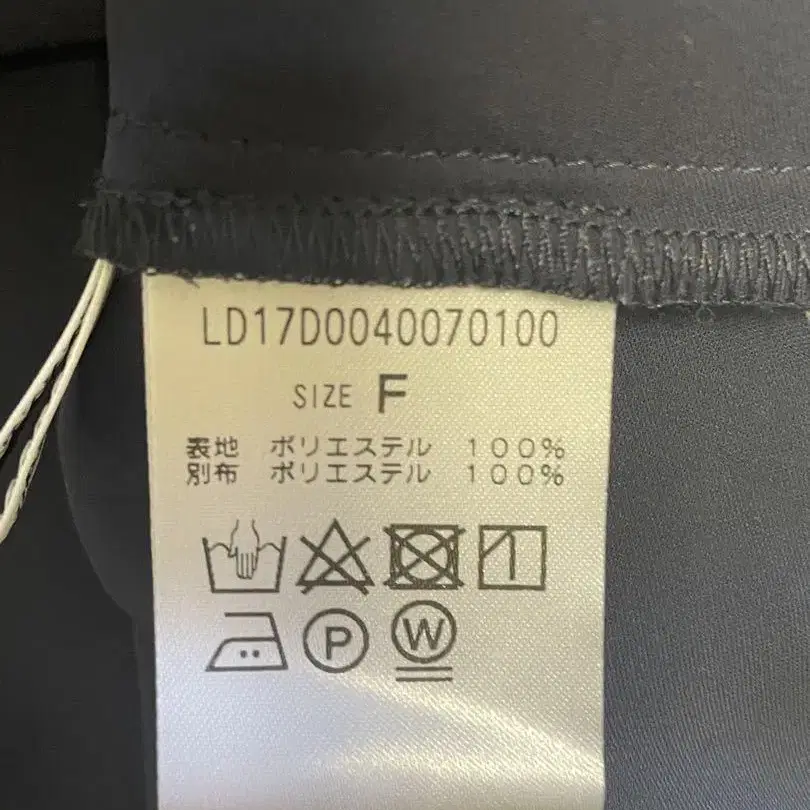 LD17D0040070100
SIZE F
表地 ポリエステル 100%
別布 ポリエステル 100%
P W